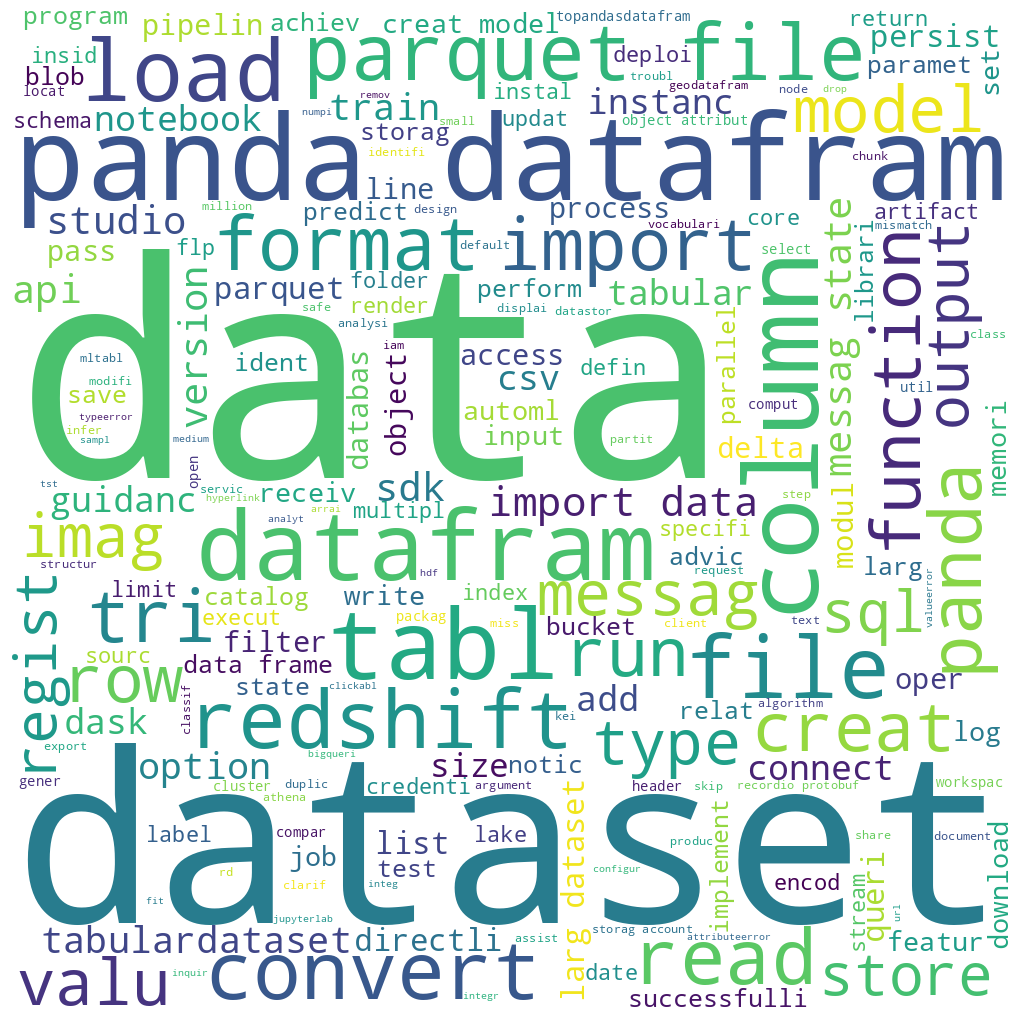 program
pipelin
achiev
creat model
topandasdatafram
return
persist
insid
load
parquet file
deploi
paramet
set
blob
locat
troubl
geodatafram
node
drop
instal
instanc
model
schema
notebook
numpi
remov
train
small
updat
object attribut
storag
identifi
panda datafram
chunk
line
studio
million
predict
design
process
vocabulari
core
artifact
mismatch
pass
flp
format
default
import
select
librari
messag state
function
output
api
version
parquet
folder
render
perform
displai
datastor
tabular
column
safe
analysi
data
mltabl
ident
databas
iam
object
access
csv
defin
parallel
class
modifi
save
typeerror
infer
sampl
medium
automl
input
partit
comput
util
delta
memori
tst
open
servic
hyperlink
arrai
guidanc
receiv
multipl
sdk
import data
step
specifi
modul
panda
imag
analyt
datafram
hdf
advic
request
larg
structur
limit
catalog
write
index
messag
sql
valueerror
regist
tri
execut
packag
miss
bucket
client
text
sourc
filter
data frame
tabl
run
file
oper
row
classif
state
clickabl
add
relat
algorithm
dask
redshift
kei
type
creat
log
export
bigqueri
gener
option
size
notic
connect
cluster
duplic
credenti
argument
header
skip
recordio protobuf
workspac
athena
dataset
label
compar
list
lake
larg dataset
implement
produc
share
document
job
test
rd
clarif
integ
configur
encod
fit
jupyterlab
stream
queri
url
download
tabulardataset
directli
assist
storag account
attributeerror
featur
valu
inquir
convert
integr
date
read
store
successfulli